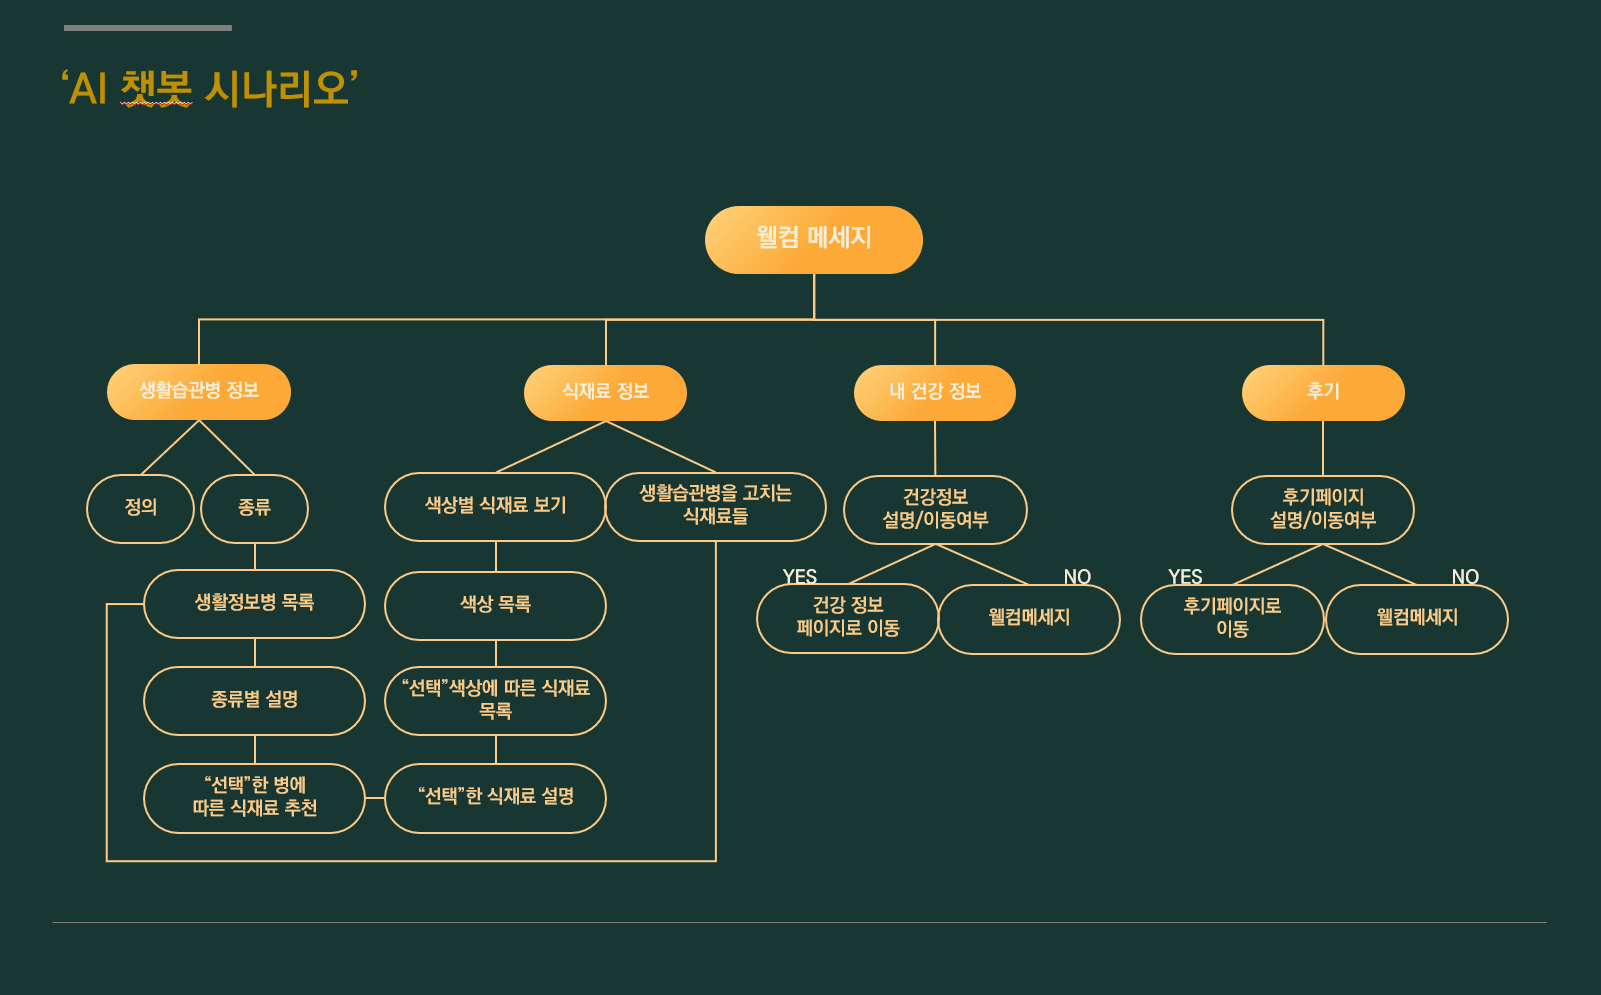 ‘AI 챗봇 시나리오’
웰컴 메세지
생활습관병 정보
식재료 정보
내 건강 정보
후기
정의
종류
색상별 식재료 보기
생활습관병을 고치는
식재료들
건강정보
설명/이동여부
후기페이지
설명/이동여부
YES
NO
YES
NO
생활정보병 목록
색상 목록
건강 정보
페이지로 이동
웰컴메세지
후기페이지로
이동
웰컴메세지
종류별 설명
“선택”색상에 따른 식재료
목록
“선택”한 병에
따른 식재료 추천
“선택”한 식재료 설명